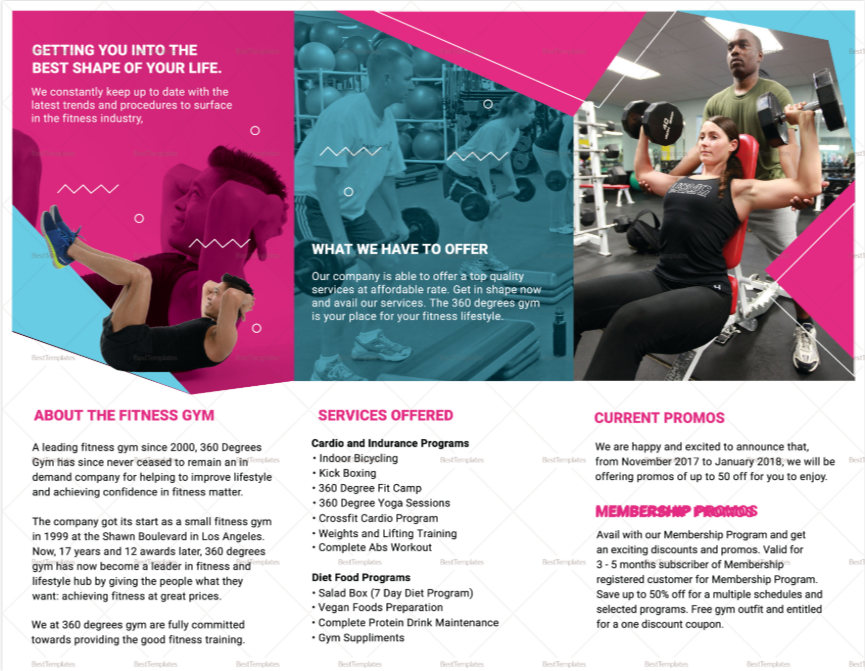 GETTING YOU INTO THE
BEST SHAPE OF YOUR LIFE.
We constantly keep up to date with the
latest trends and procedures to surface
in the fitness industry,
WHAT WE HAVE TO OFFER
Our company is able to offer a top quality
services at affordable rate. Get in shape now
and avail our services. The 360 degrees gym
is your place for your fitness lifestyle.
ABOUT THE FITNESS GYM
A leading fitness gym since 2000, 360 Degrees
Gym has since never ceased to remain an in
demand company for helping to improve lifestyle
and achieving confidence in fitness matter.
The company got its start as a small fitness gym
in 1999 at the Shawn Boulevard in Los Angeles.
Now, 17 years and 12 awards later, 360 degrees
gym has now become a leader in fitness and
lifestyle hub by giving the people what they
want: achieving fitness at great prices.
We at 360 degrees gym are fully committed
towards providing the good fitness training.
SERVICES OFFERED
Cardio and Indurance Programs
• Indoor Bicycling
• Kick Boxing
• 360 Degree Fit Camp
• 360 Degree Yoga Sessions
• Crossfit Cardio Program
• Weights and Lifting Training
• Complete Abs Workout
Diet Food Programs
• Salad Box (7 Day Diet Program)
• Vegan Foods Preparation
• Complete Protein Drink Maintenance
• Gym Suppliments
CURRENT PROMOS
We are happy and excited to announce that,
from November 2017 to January 2018, we will be
offering promos of up to 50 off for you to enjoy.
MEMBERSHIP PROMOS
Avail with our Membership Program and get
an exciting discounts and promos. Valid for
3 - 5 months subscriber of Membership
registered customer for Membership Program.
Save up to 50% off for a multiple schedules and
selected programs. Free gym outfit and entitled
for a one discount coupon.
BestTemplates